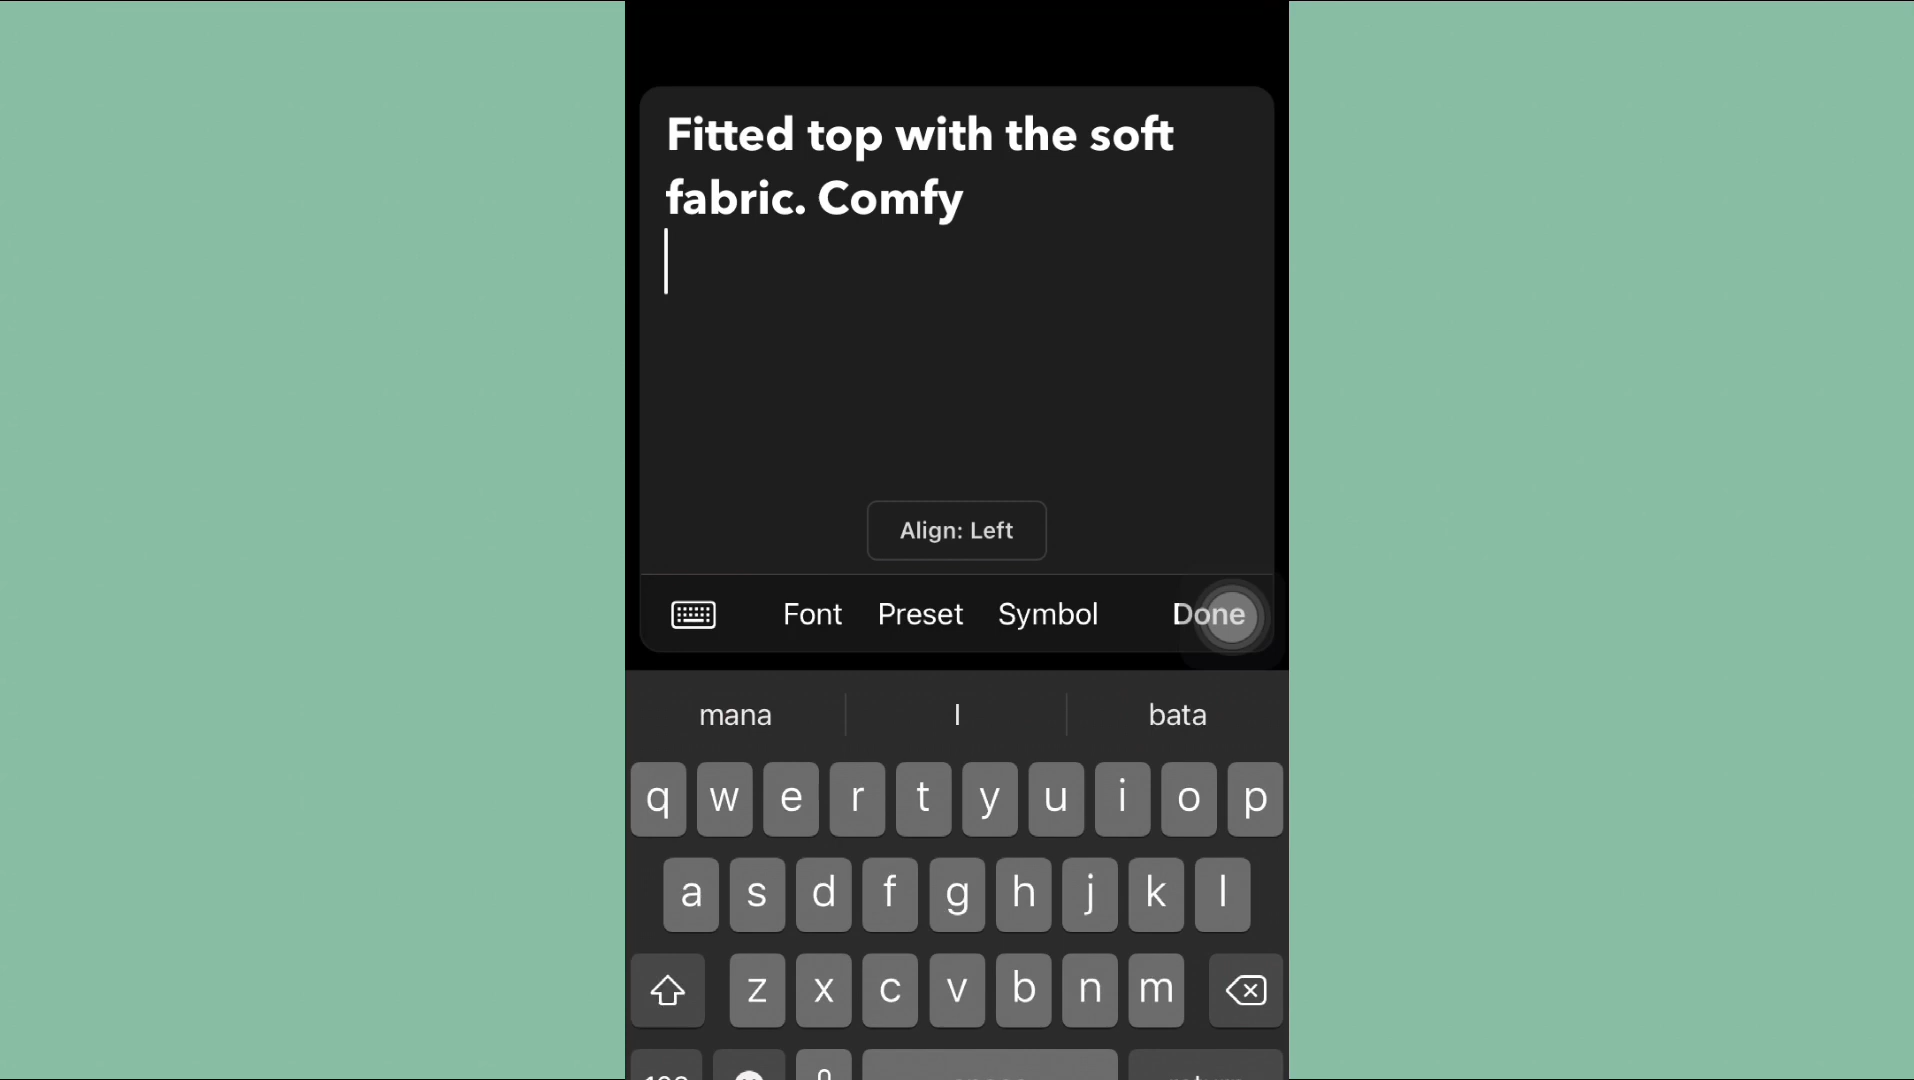 Fitted top with the soft
fabric. Comfy
Align: Left
Font Preset Symbol Done
mana I bata
q w e r t y u i o p
a s d f g h j k l
z x c v b n m